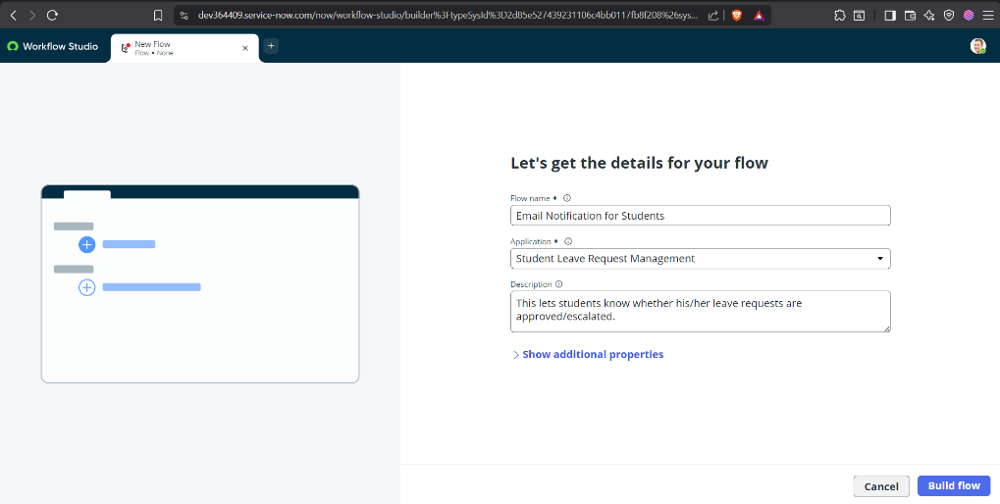 dev364409.service-now.com/now/workflow-studio/builder%3FtypeSysId%3D2d85e527439231106c4bb0117fb8f208%26sys...
Workflow Studio
New Flow
Flow • None
Let's get the details for your flow
Flow name *
Email Notification for Students
Application *
Student Leave Request Management
Description
This lets students know whether his/her leave requests are
approved/escalated.
Show additional properties
Cancel
Build flow